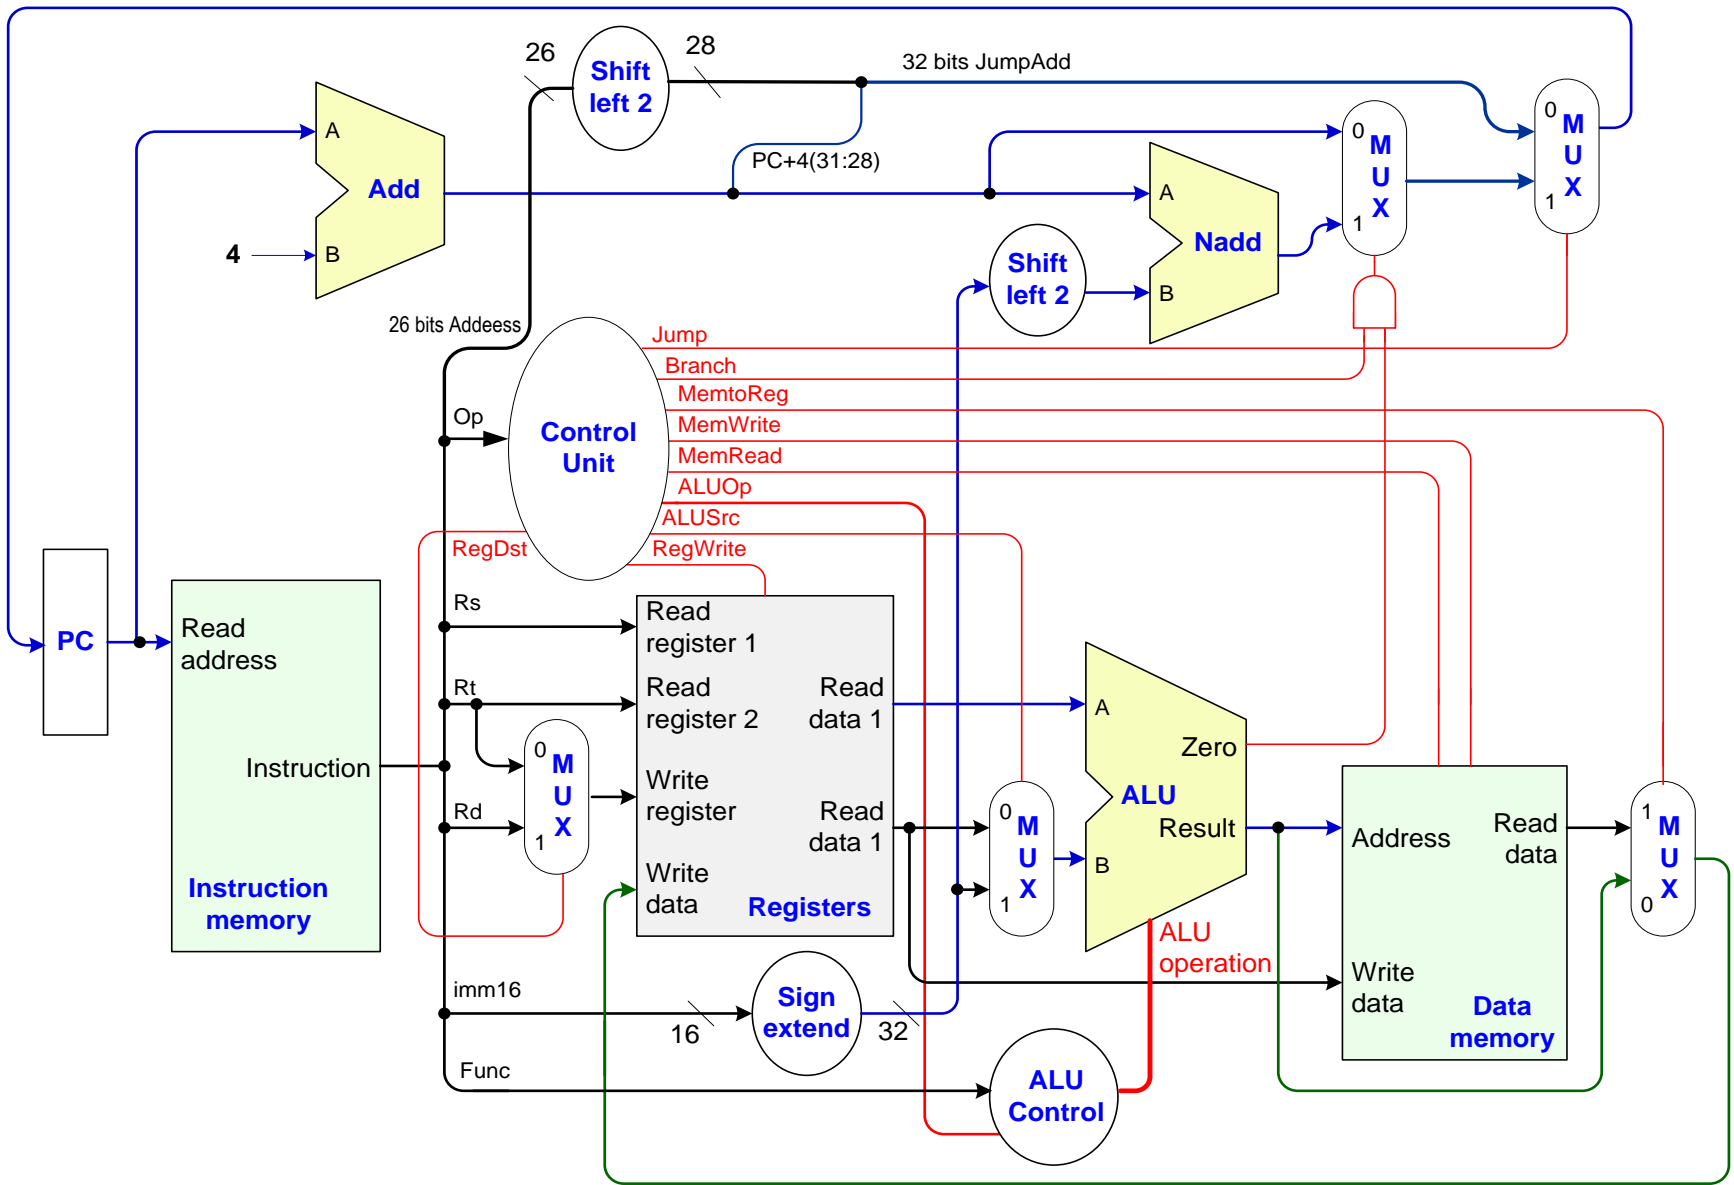 26
28
Shift
left 2
32 bits JumpAdd
0
M
U
X
1
A
Add
B
4
PC+4(31:28)
0
M
U
X
1
A
Nadd
B
Shift
left 2
26 bits Addeess
Jump
Branch
MemtoReg
MemWrite
MemRead
ALUOp
ALUSrc
RegWrite
RegDst
Op
Control
Unit
PC
Read
address
Instruction
Instruction
memory
Rs
Rt
Rd
0
M
U
X
1
Read
register 1
Read
register 2
Write
register
Write
data
Read
data 1
Read
data 1
Registers
0
M
U
X
1
A
Zero
ALU
Result
B
ALU
operation
Address
Read
data
Write
data
Data
memory
1
M
U
X
0
imm16
16
Sign
extend
32
Func
ALU
Control